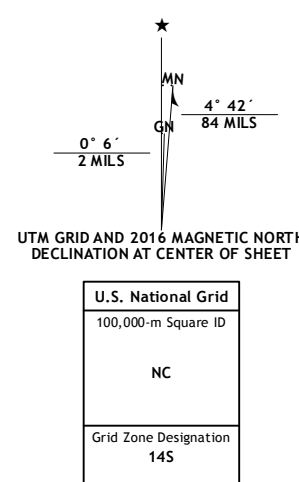 ★
MN
4° 42´
84 MILS
GN
0° 6´
2 MILS
UTM GRID AND 2016 MAGNETIC NORTH
DECLINATION AT CENTER OF SHEET
U.S. National Grid
100,000-m Square ID
NC
Grid Zone Designation
14S